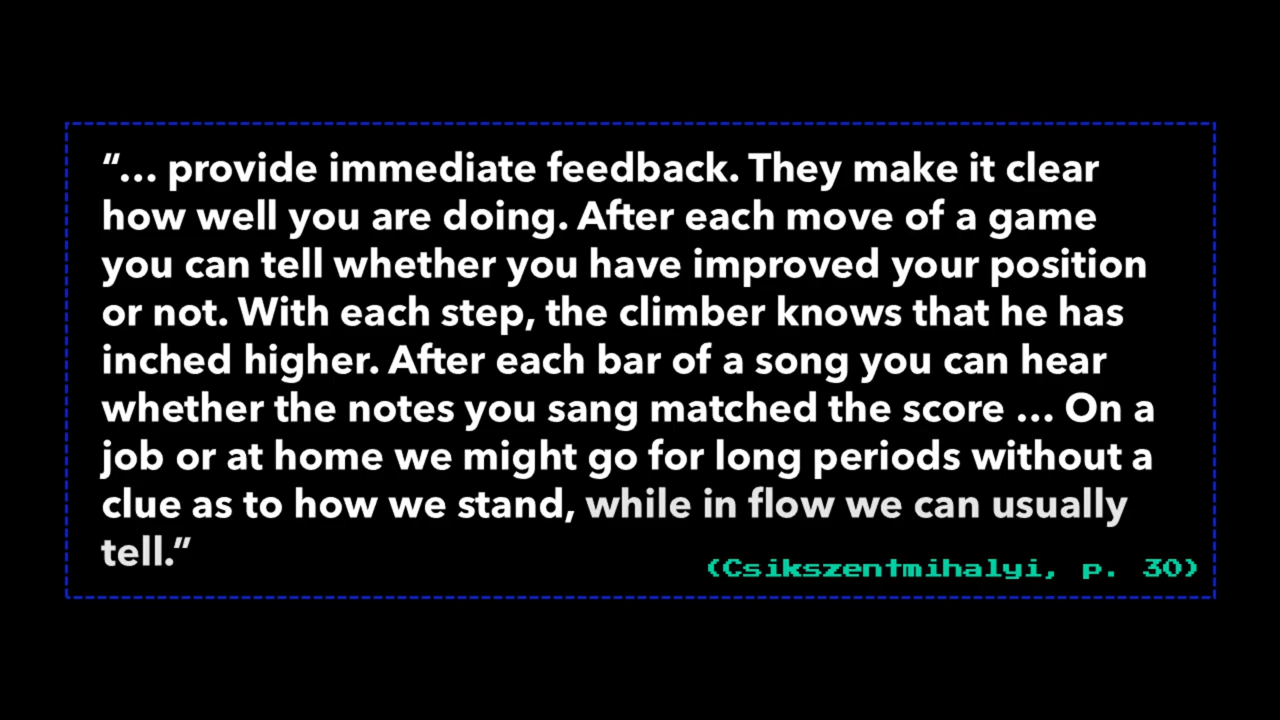 “... provide immediate feedback. They make it clear
how well you are doing. After each move of a game
you can tell whether you have improved your position
or not. With each step, the climber knows that he has
inched higher. After each bar of a song you can hear
whether the notes you sang matched the score ... On a
job or at home we might go for long periods without a
clue as to how we stand, while in flow we can usually
tell.”
(Csikszentmihalyi, p. 30)